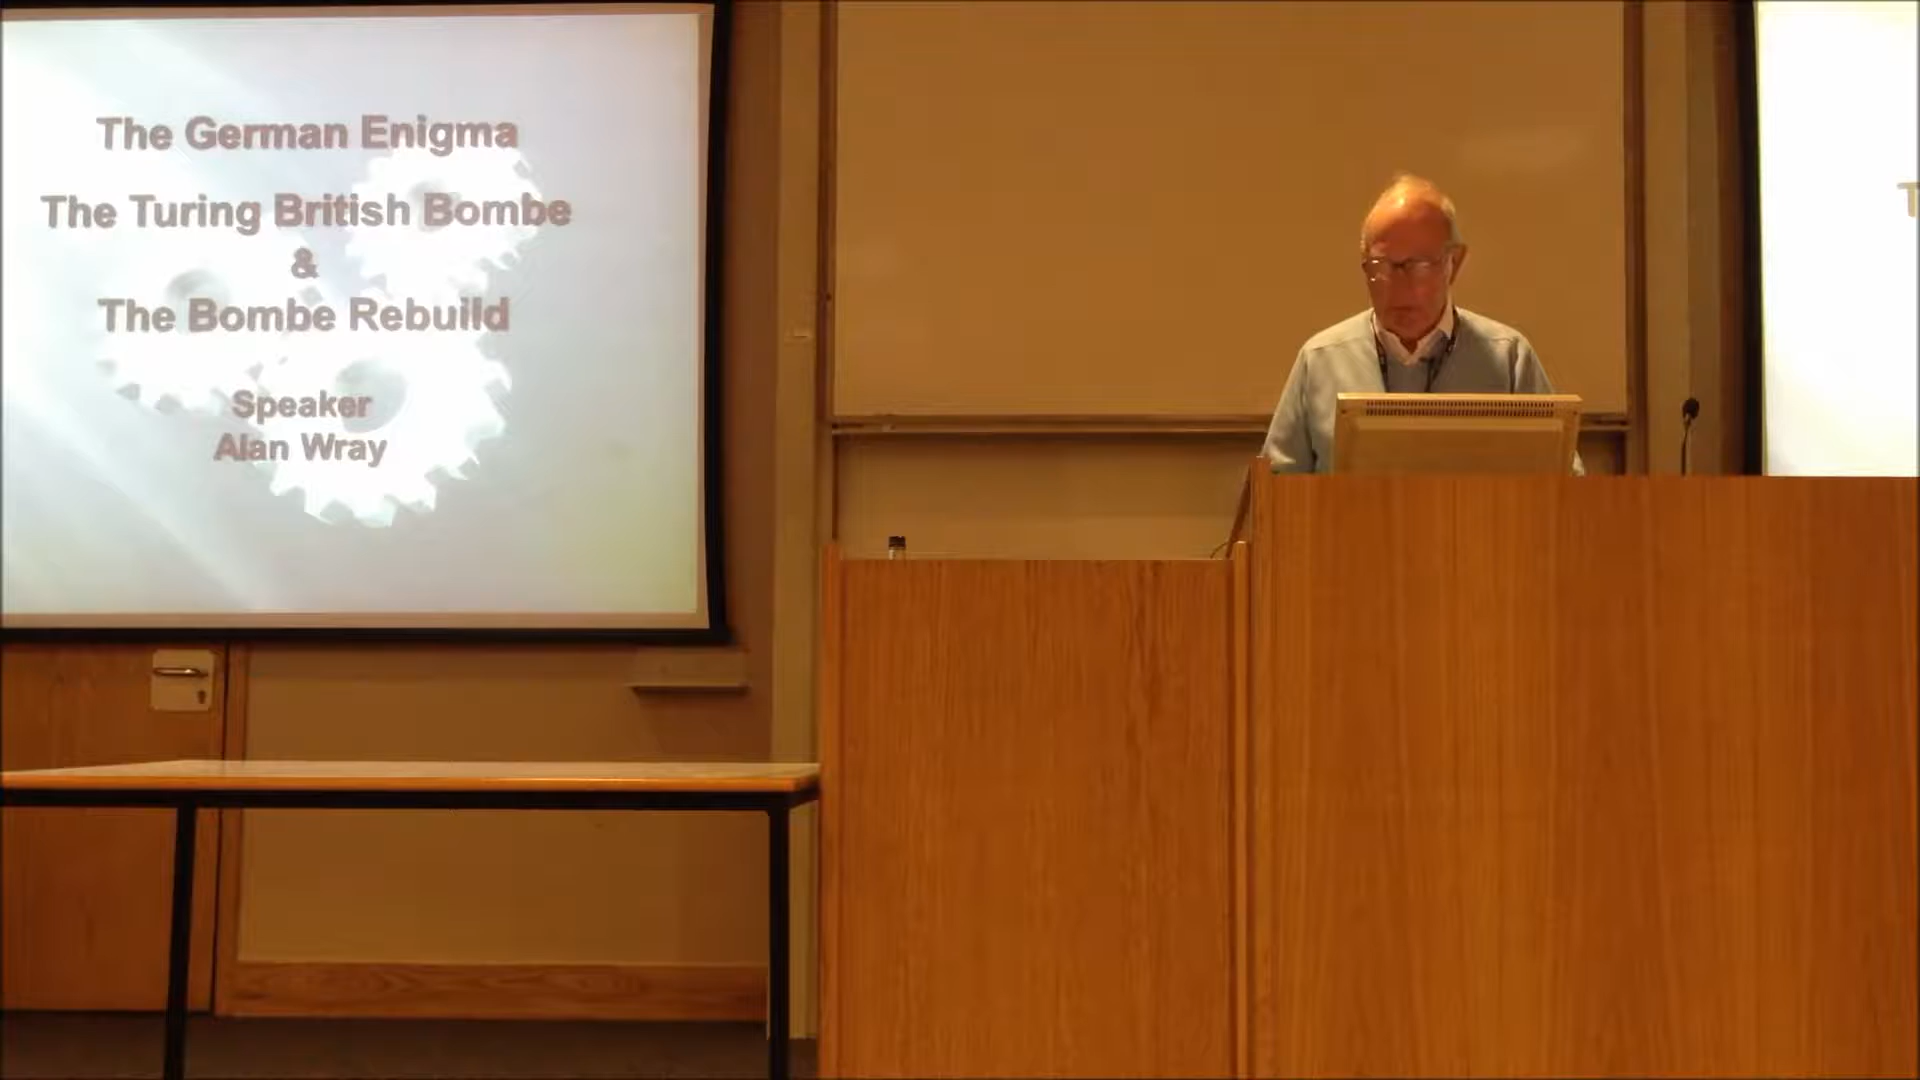 The German Enigma
The Turing British Bombe
&
The Bombe Rebuild
Speaker
Alan Wray
T